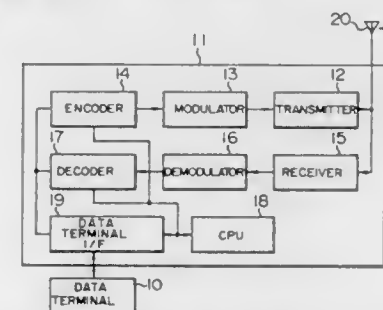 20
11
14
13
12
ENCODER
MODULATOR
TRANSMITTER
17
16
15
DECODER
DEMODULATOR
RECEIVER
19
18
DATA
TERMINAL
I/F
CPU
DATA
TERMINAL
10